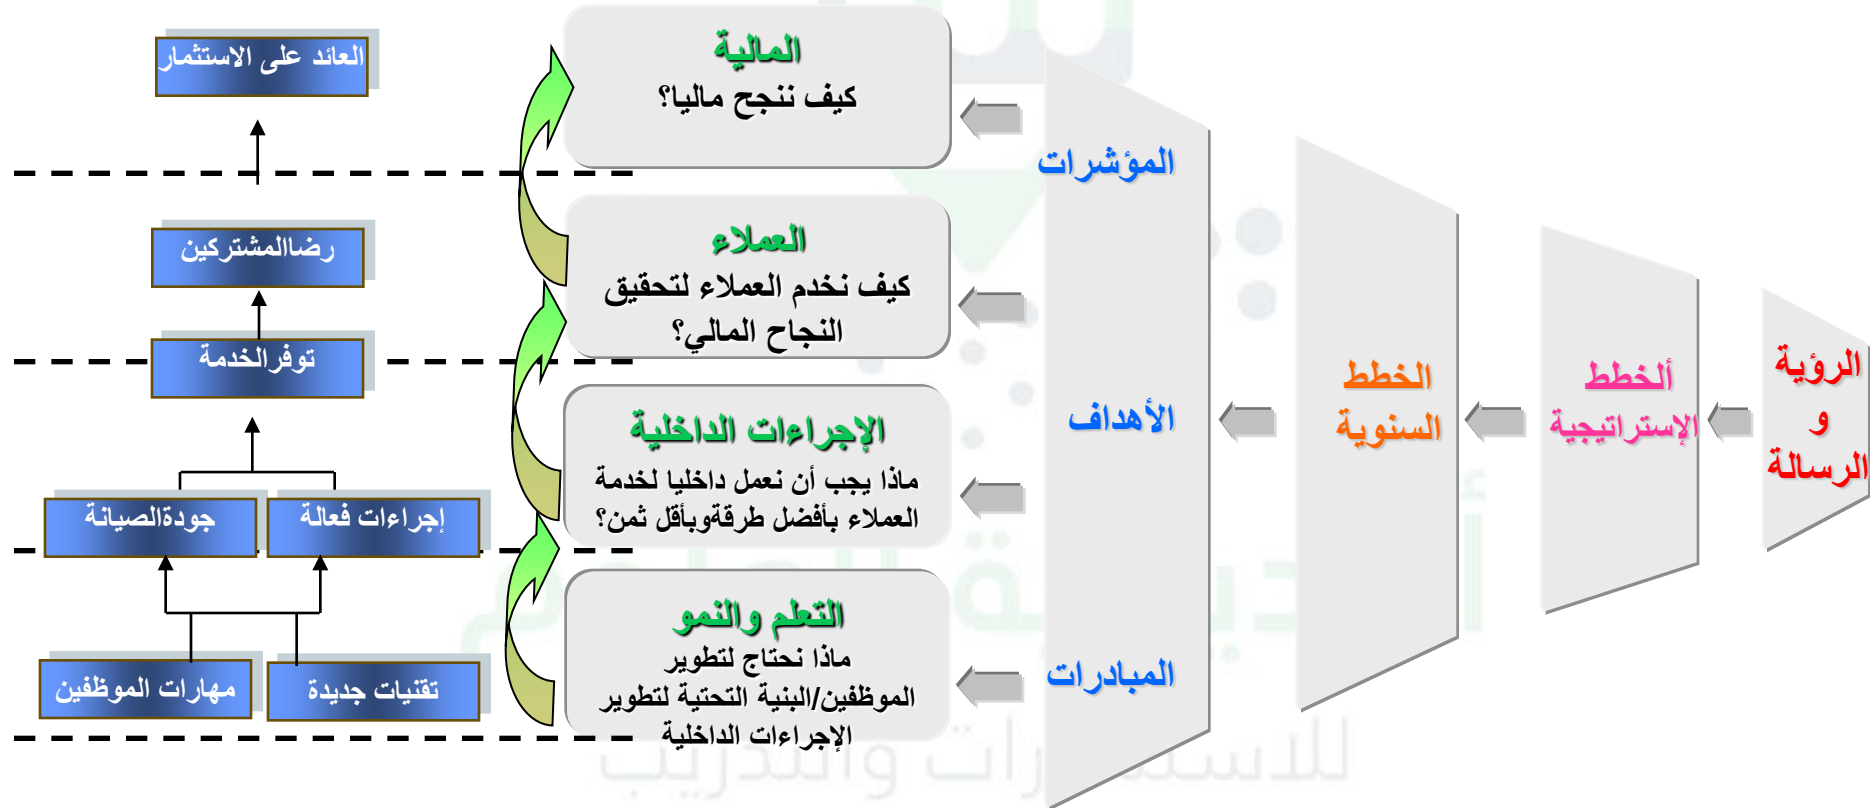 الرؤية
و
الرسالة
ألخطط
الإستراتيجية
الخطط
السنوية
المؤشرات
الأهداف
المبادرات
المالية
كيف ننجح ماليا؟
العملاء
كيف نخدم العملاء لتحقيق
النجاح المالي؟
الإجراءات الداخلية
ماذا يجب أن نعمل داخليا لخدمة
العملاء بأفضل طرقةوبأقل ثمن؟
التعلم والنمو
ماذا نحتاج لتطوير
الموظفين/البنية التحتية لتطوير
الإجراءات الداخلية
العائد على الاستثمار
رضاالمشتركين
توفرالخدمة
إجراءات فعالة
جودةالصيانة
تقنيات جديدة
مهارات الموظفين
والتدريب